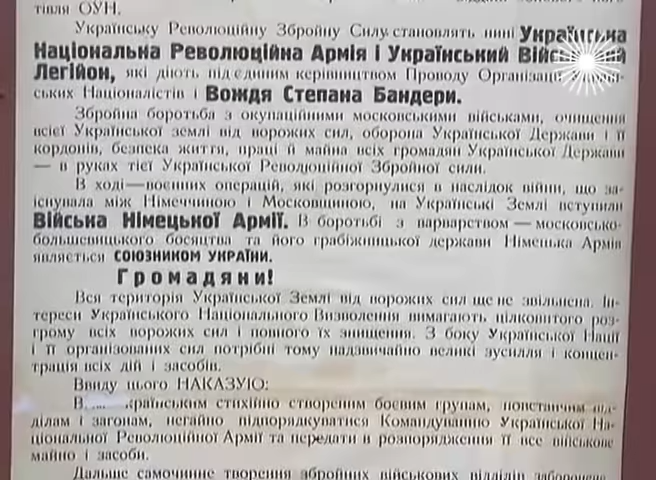 тівля ОУН.
Українську Революційну Збройну Силу становлять нині Українська
Національна Революційна Армія і Український
Легійон, які діють під єдиним керівництвом Проводу Організації
ських Націоналістів і Вождя Степана Бандери.
Збройна боротьба з окупаційними московськими військами, очищення
всієї Української землі від ворожих сил, оборона Української Держави і її
кордонів, безпека життя, праці й майна всіх громадян Української Держави
— в руках тієї Української Революційної Збройної сили.
В ході—воєнних операцій, які розгорнулися в наслідок війни, що за-
існувала між Німеччиною і Московщиною, на Українські Землі вступили
Війська Німецької Армії. В боротьбі з варварством—московсько-
большевицького босяцтва та його грабіжницької держави Німецька Армія
являється СОЮЗНИКОМ УКРАЇНИ.
Громадяни!
Вся територія Української Землі від ворожих сил ще не звільнена. Ін-
тереси Українського Національного Визволення вимагають цілковитого роз-
грому всіх ворожих сил і повного їх знищення. З боку Української Нації
і її організованих сил потрібні тому надзвичайно великі зусилля і концен-
трація всіх дій і засобів.
Ввиду цього НАКАЗУЮ:
стихійно створеним боєвим групам, повстанчим від-
ділам і загонам, негайно підпорядкуватися Командуванню Української На-
ціональної Революційної Армії та передати в розпорядження її все військове
майно і засоби.
Дальше самочинне творення збройних військових відділів заборонене.